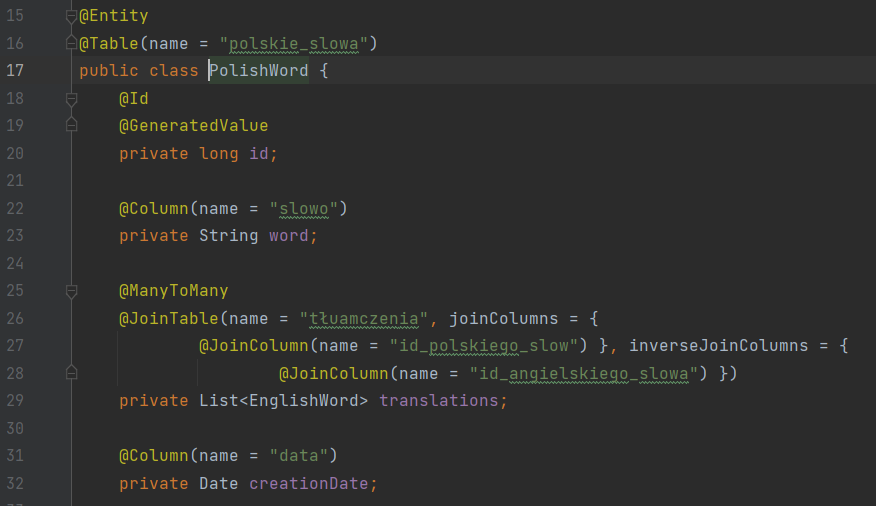 15 @Entity
16 @Table(name = "polskie_slowa")
17 public class PolishWord {
18 @Id
19 @GeneratedValue
20 private long id;
21
22 @Column(name = "slowo")
23 private String word;
24
25 @ManyToMany
26 @JoinTable(name = "tłuamczenia", joinColumns = {
27 @JoinColumn(name = "id_polskiego_slow") }, inverseJoinColumns = {
28 @JoinColumn(name = "id_angielskiego_slowa") })
29 private List<EnglishWord> translations;
30
31 @Column(name = "data")
32 private Date creationDate;